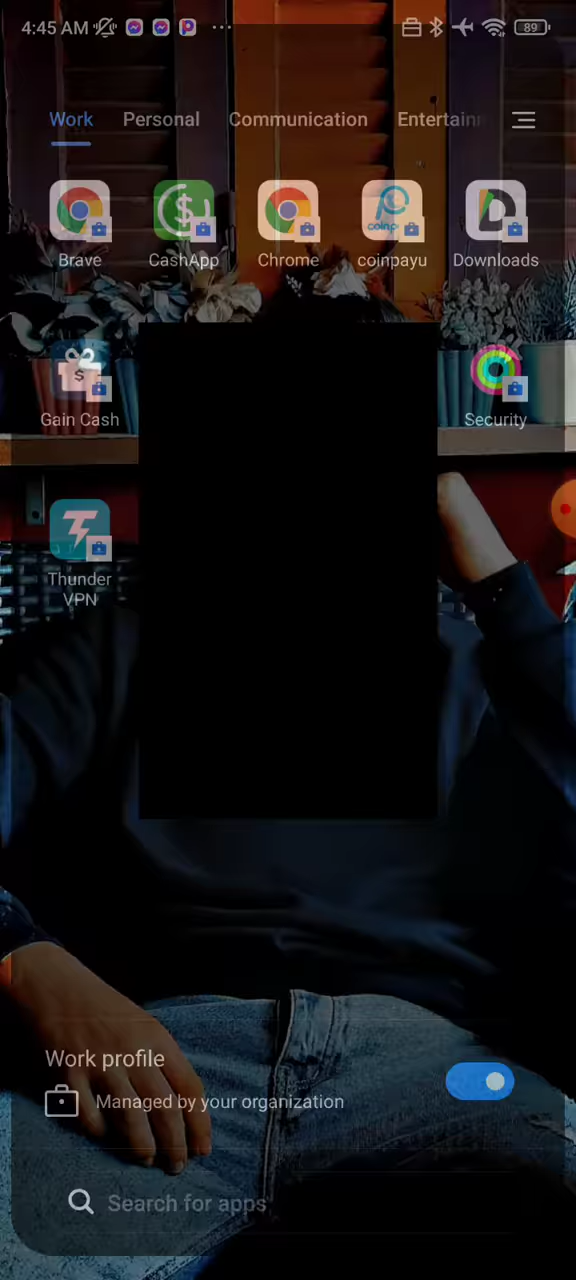 4:45 AM
89
Work Personal Communication Entertain
Brave CashApp Chrome coinpayu Downloads
Gain Cash Security
Thunder
VPN
Work profile
Managed by your organization
Search for apps